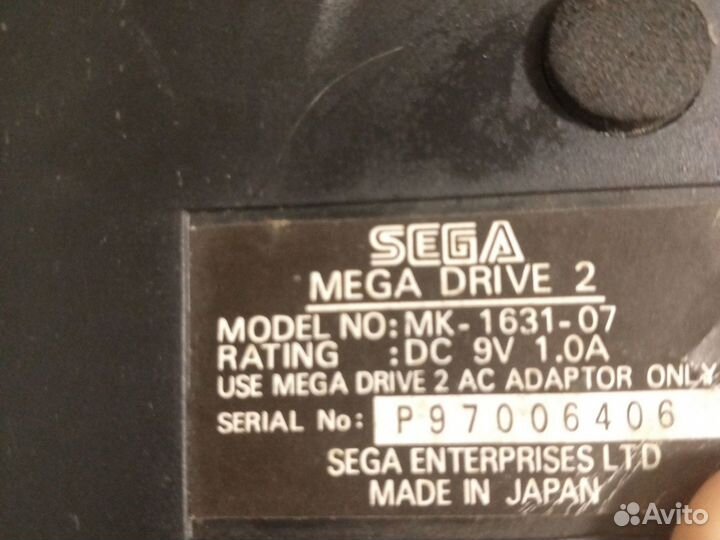 SEGA
MEGA DRIVE 2
MODEL NO: MK-1631-07
RATING :DC 9V 1.0A
USE MEGA DRIVE 2 AC ADAPTOR ONLY
SERIAL No: P97006406
SEGA ENTERPRISES LTD
MADE IN JAPAN
Avito